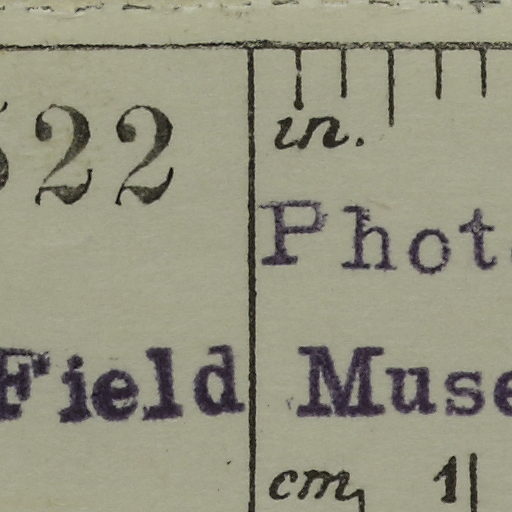 22
in.
Phot
Field Muse
cm 1